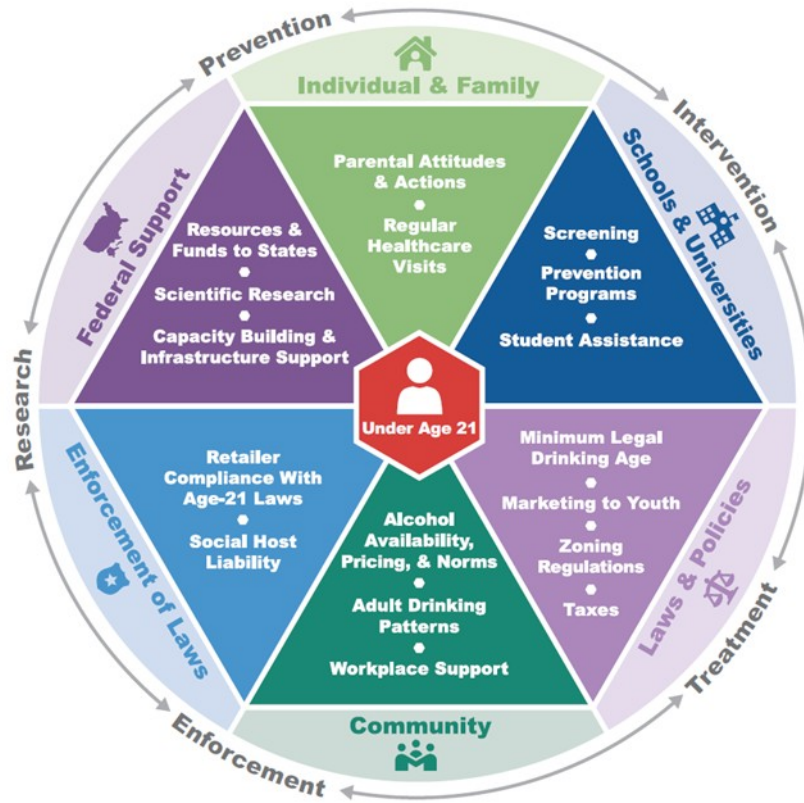 Prevention
Intervention
Treatment
Enforcement
Research
Individual & Family
Parental Attitudes
& Actions
Regular
Healthcare
Visits
Schools & Universities
Screening
Prevention
Programs
Student Assistance
Laws & Policies
Minimum Legal
Drinking Age
Marketing to Youth
Zoning
Regulations
Taxes
Community
Alcohol
Availability,
Pricing, & Norms
Adult Drinking
Patterns
Workplace Support
Enforcement of Laws
Retailer
Compliance With
Age-21 Laws
Social Host
Liability
Federal Support
Resources &
Funds to States
Scientific Research
Capacity Building &
Infrastructure Support
Under Age 21